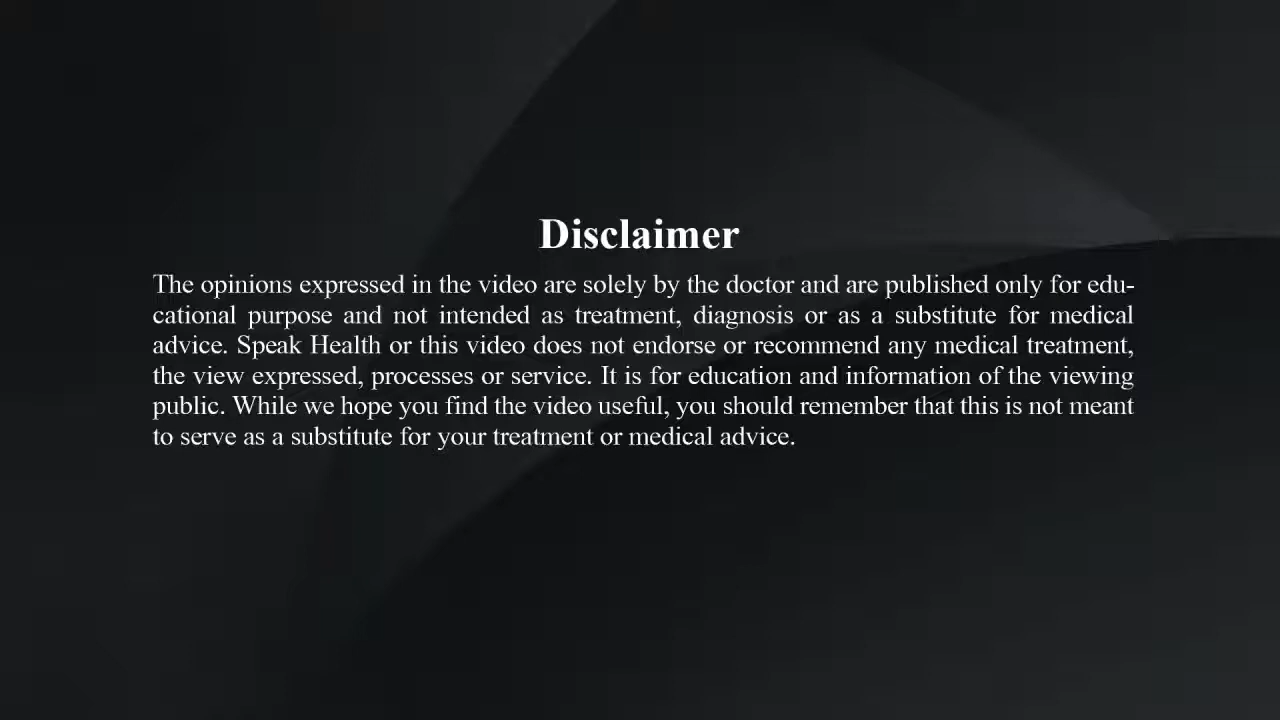 Disclaimer
The opinions expressed in the video are solely by the doctor and are published only for edu-
cational purpose and not intended as treatment, diagnosis or as a substitute for medical
advice. Speak Health or this video does not endorse or recommend any medical treatment,
the view expressed, processes or service. It is for education and information of the viewing
public. While we hope you find the video useful, you should remember that this is not meant
to serve as a substitute for your treatment or medical advice.